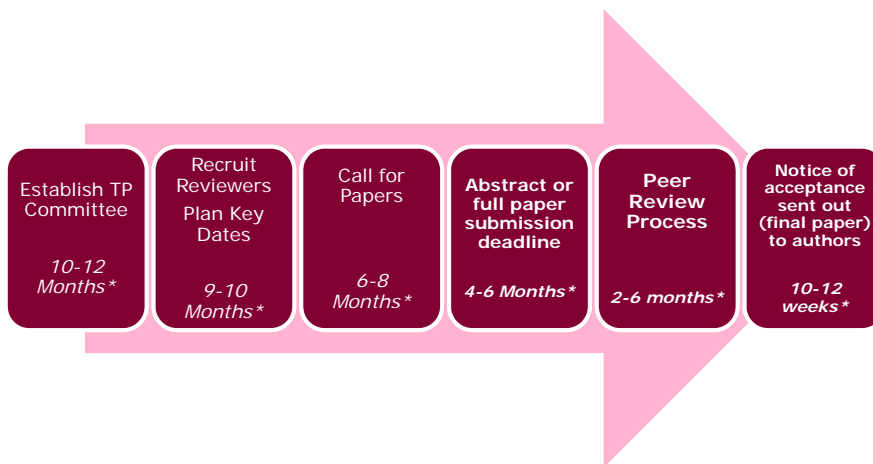 Establish TP
Committee
10-12
Months*
Recruit
Reviewers
Plan Key
Dates
9-10
Months*
Call for
Papers
6-8
Months*
Abstract or
full paper
submission
deadline
4-6 Months*
Peer
Review
Process
2-6 months*
Notice of
acceptance
sent out
(final paper)
to authors
10-12
weeks*